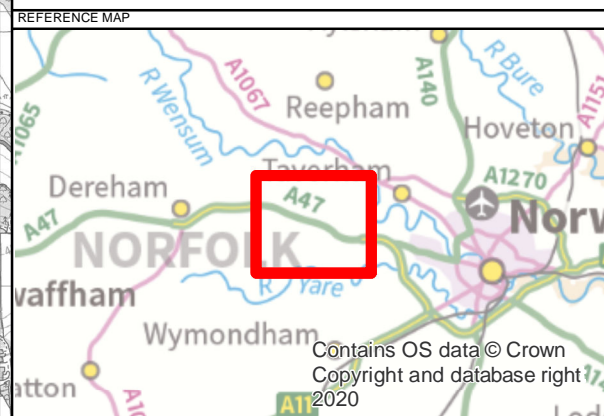 REFERENCE MAP
R Bure
A1067
A140
A1151
R Wensum
Reepham
A1065
Hoveton
Taverham
A1270
Dereham
A47
Norw
A47
NORFOLK
R Yare
waffham
Wymondham
Contains OS data © Crown
Copyright and database right
atton
A11
2020